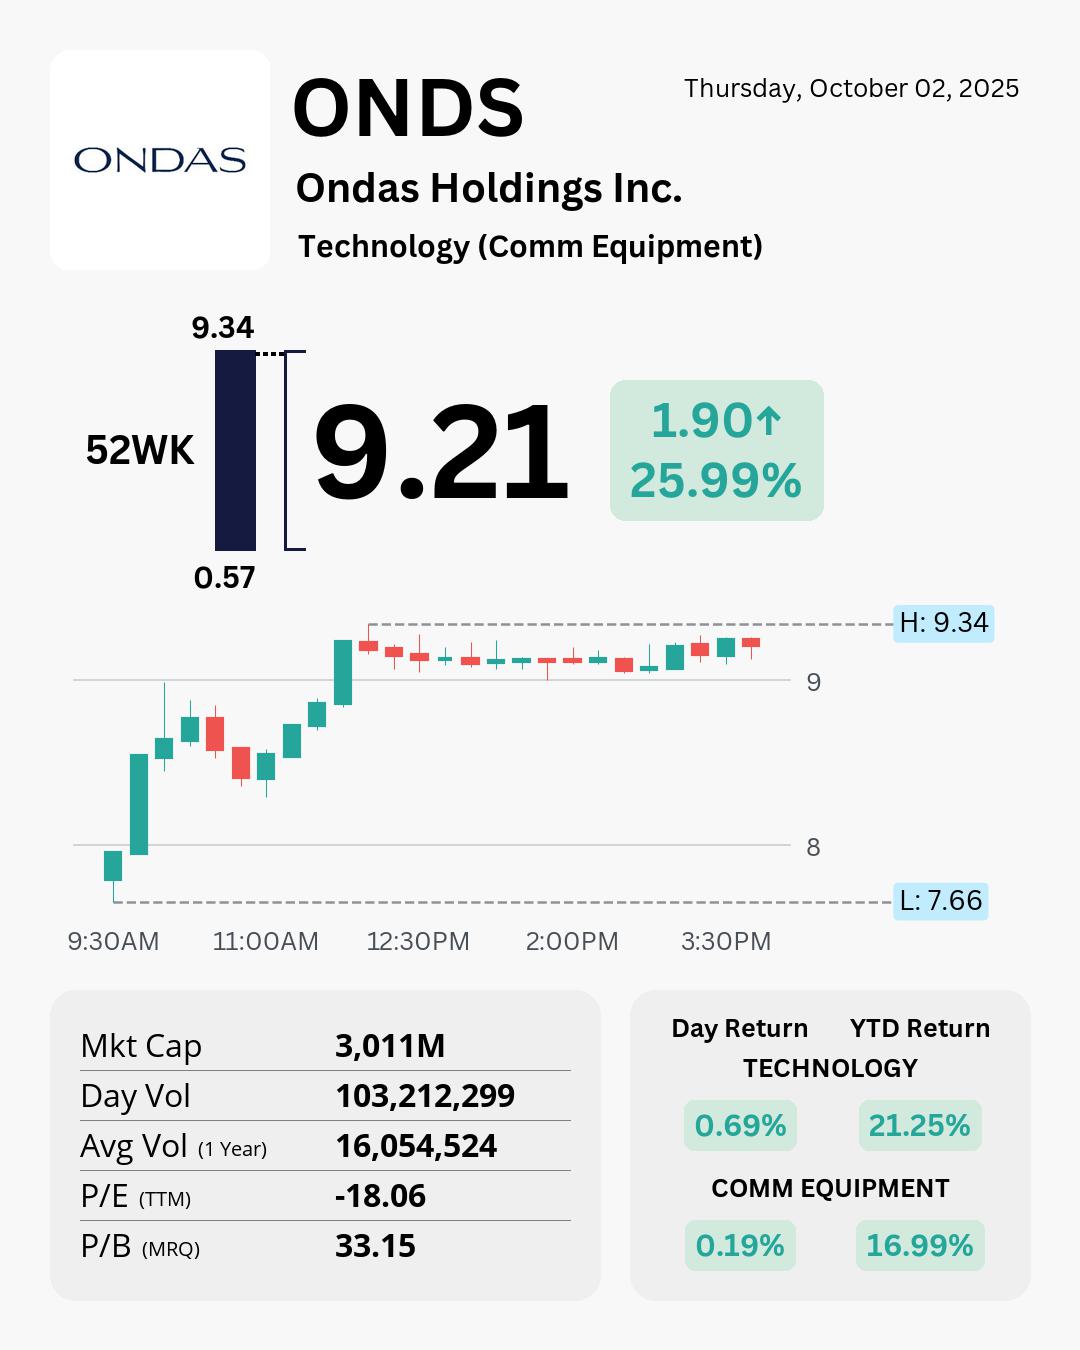 ONDAS
ONDS
Thursday, October 02, 2025
Ondas Holdings Inc.
Technology (Comm Equipment)
9.34
52WK
9.21
1.90↑
25.99%
0.57
H: 9.34
9
8
L: 7.66
9:30AM 11:00AM 12:30PM 2:00PM 3:30PM
Mkt Cap 3,011M
Day Vol 103,212,299
Avg Vol (1 Year) 16,054,524
P/E (TTM) -18.06
P/B (MRQ) 33.15
Day Return YTD Return
TECHNOLOGY
0.69% 21.25%
COMM EQUIPMENT
0.19% 16.99%